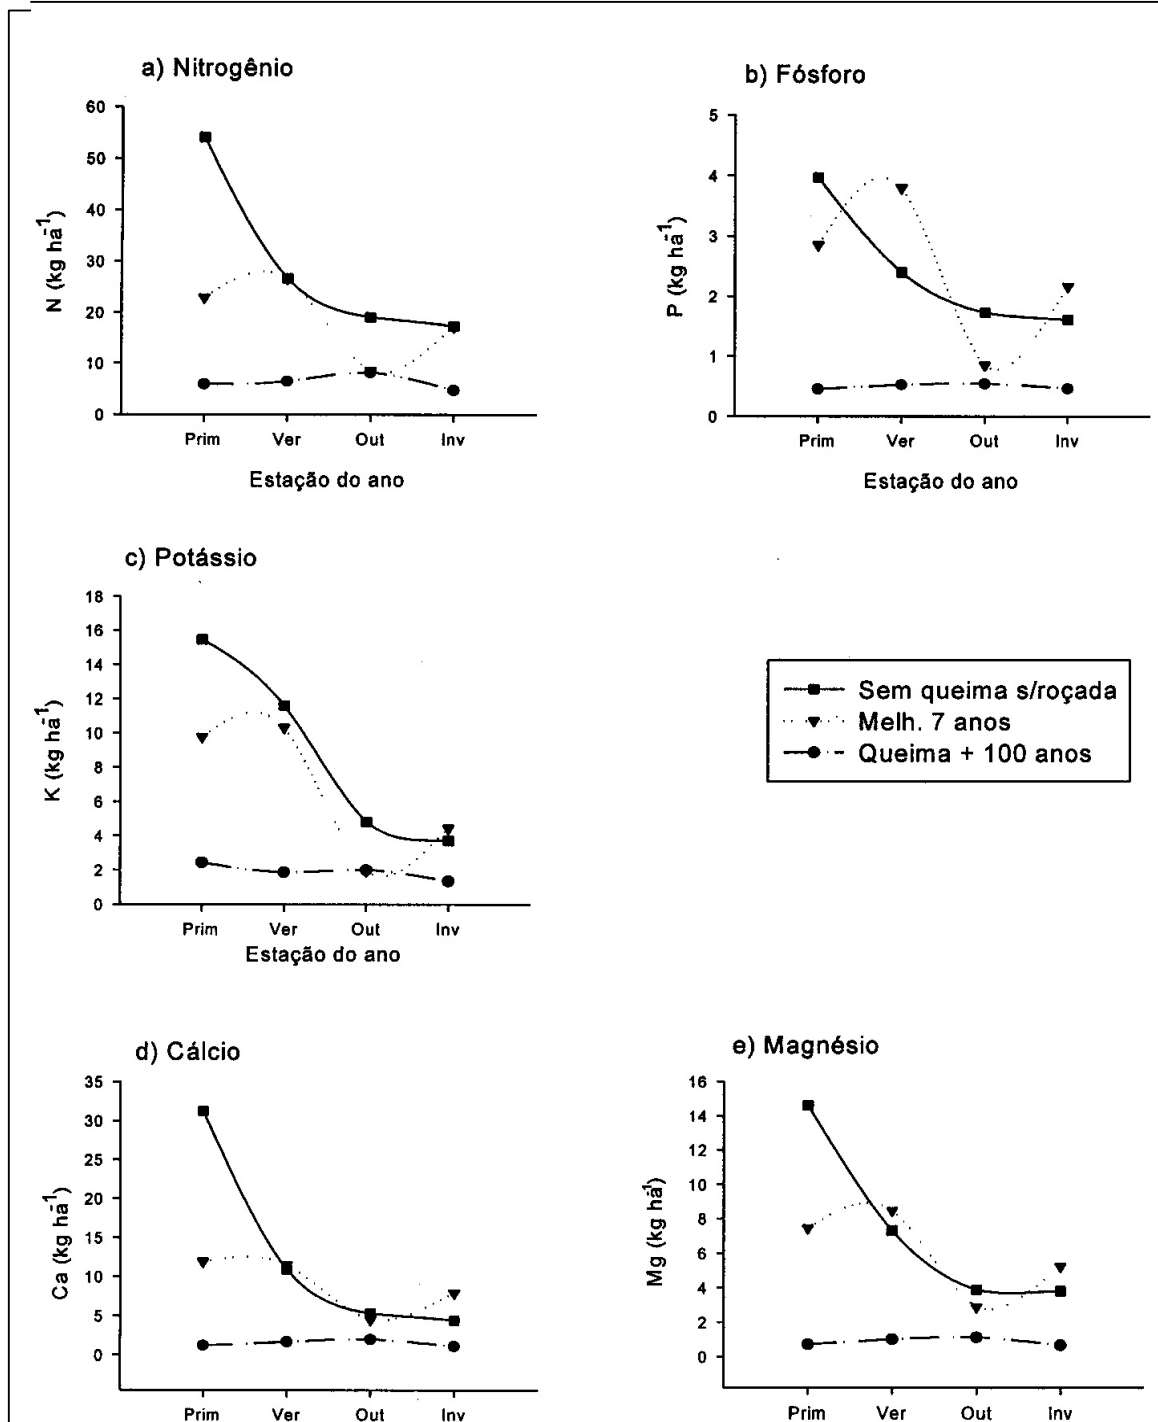 a) Nitrogênio
60
50
40
30
20
10
0
N (kg ha⁻¹)
Prim Ver Out Inv
Estação do ano
b) Fósforo
5
4
3
2
1
0
P (kg ha⁻¹)
Prim Ver Out Inv
Estação do ano
c) Potássio
18
16
14
12
10
8
6
4
2
0
K (kg ha⁻¹)
Prim Ver Out Inv
Estação do ano
Sem queima s/roçada
Melh. 7 anos
Queima + 100 anos
d) Cálcio
35
30
25
20
15
10
5
0
Ca (kg ha⁻¹)
Prim Ver Out Inv
e) Magnésio
16
14
12
10
8
6
4
2
0
Mg (kg ha⁻¹)
Prim Ver Out Inv